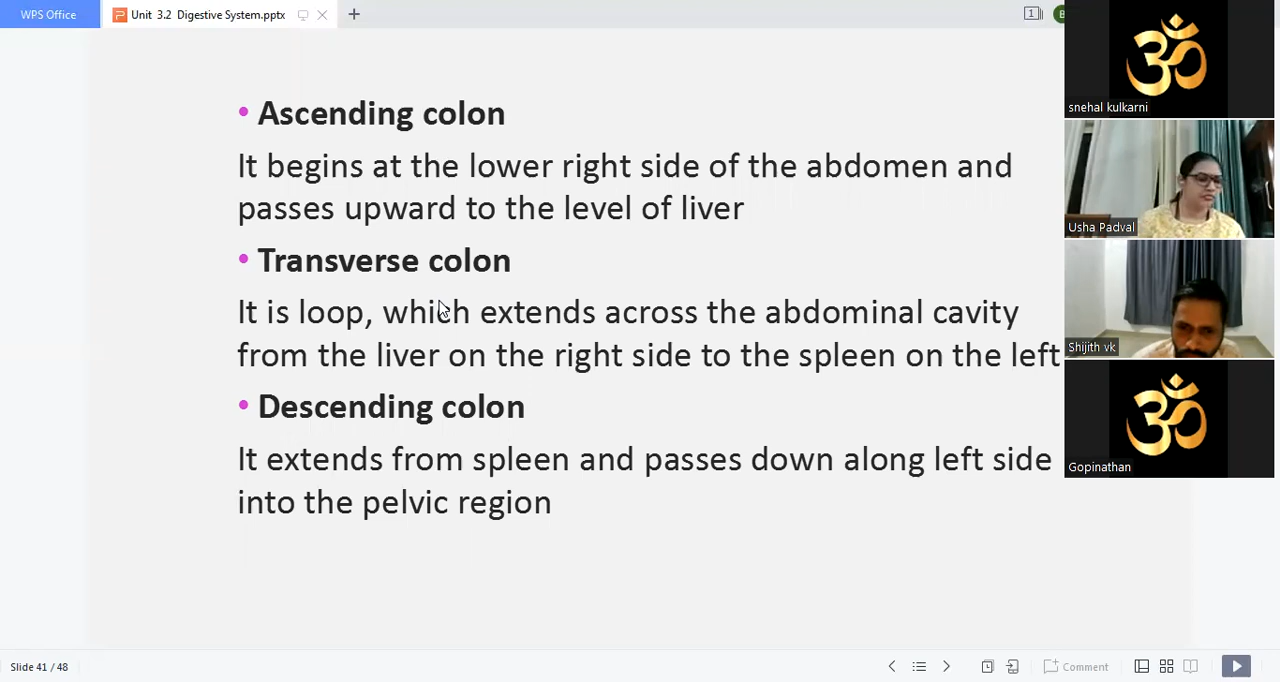 WPS Office
Unit 3.2 Digestive System.pptx
1
B
• Ascending colon
It begins at the lower right side of the abdomen and
passes upward to the level of liver
• Transverse colon
It is loop, which extends across the abdominal cavity
from the liver on the right side to the spleen on the left
• Descending colon
It extends from spleen and passes down along left side
into the pelvic region
ॐ
snehal kulkarni
Usha Padval
Shijith vk
ॐ
Gopinathan
Slide 41 / 48
Comment